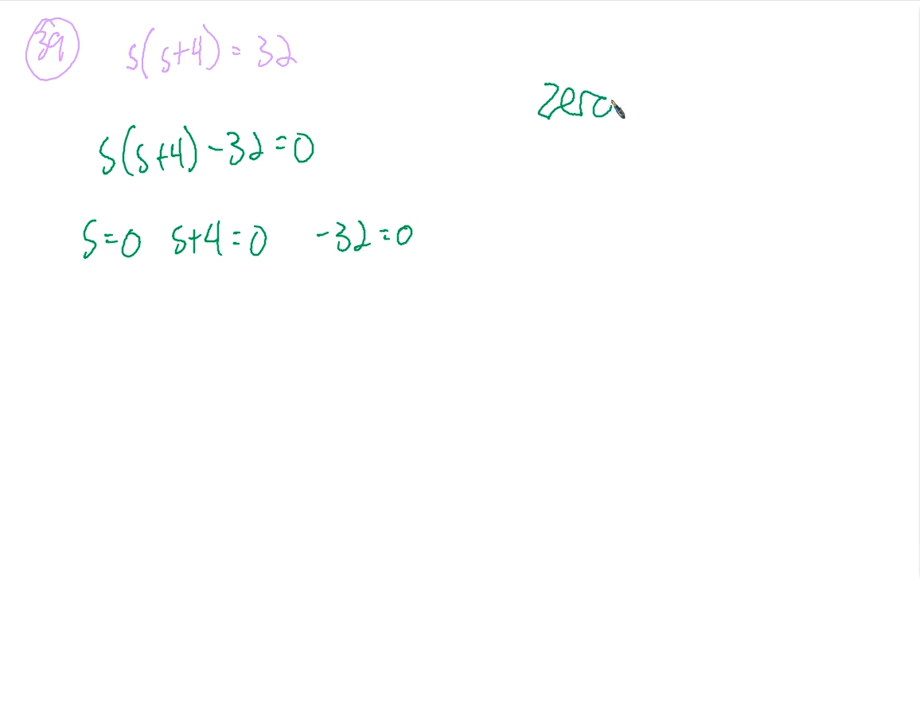 39 s(s+4) = 32
zero
s(s+4) - 32 = 0
s=0 s+4=0 -32=0